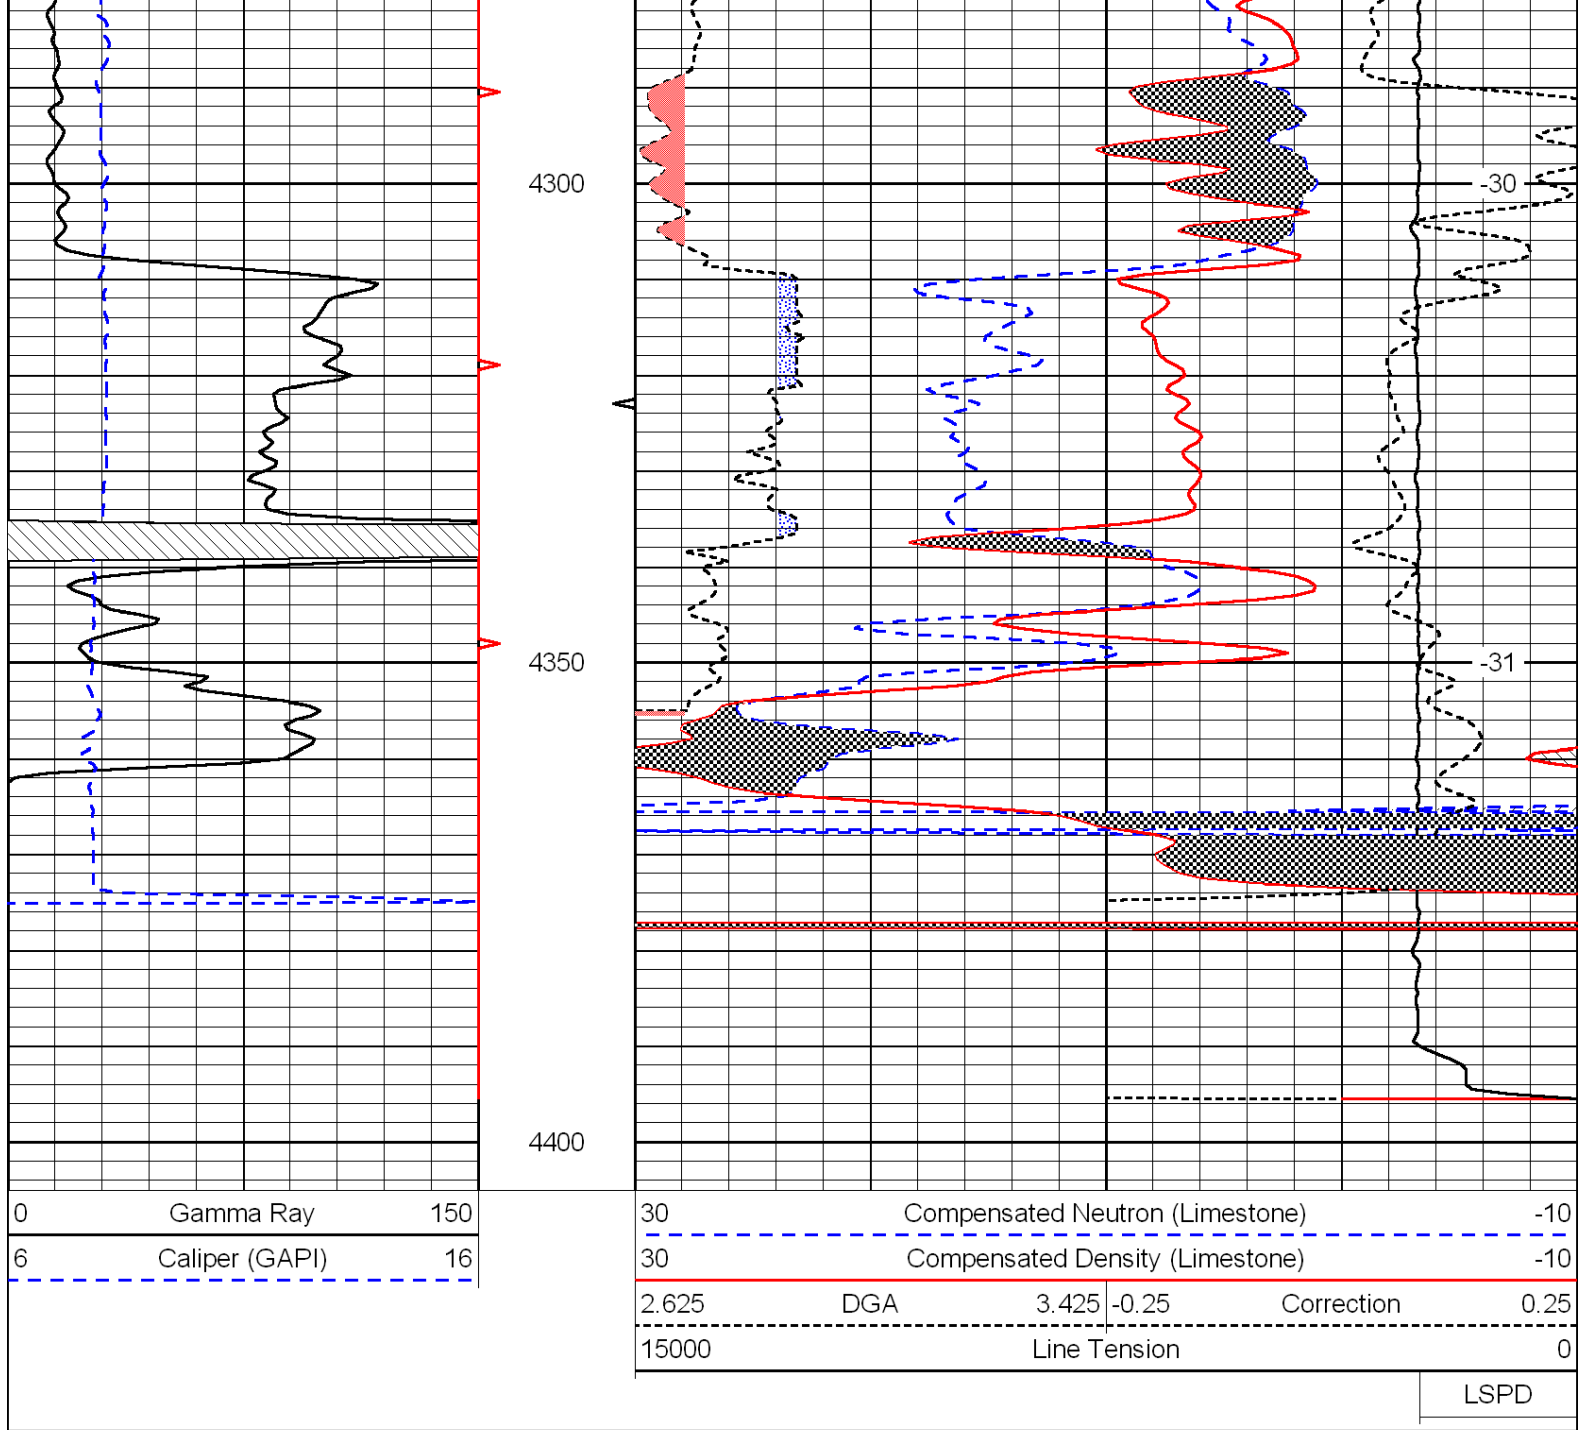 4300
-30
4350
-31
4400
0 Gamma Ray 150
6 Caliper (GAPI) 16
30 Compensated Neutron (Limestone) -10
30 Compensated Density (Limestone) -10
2.625 DGA 3.425 -0.25 Correction 0.25
15000 Line Tension 0
LSPD